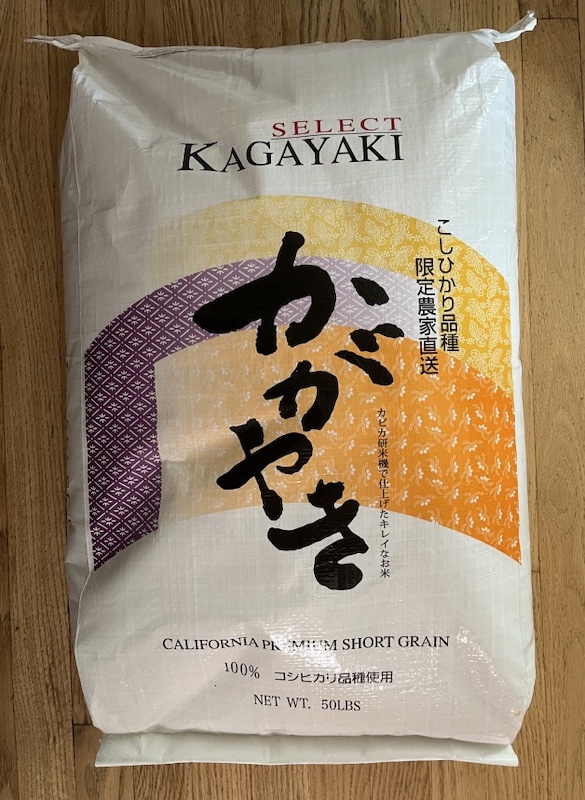 SELECT
KAGAYAKI
こしひかり品種
限定農家直送
かがやき
カピカ研米機で仕上げたキレイなお米
CALIFORNIA PREMIUM SHORT GRAIN
100% コシヒカリ品種使用
NET WT. 50LBS